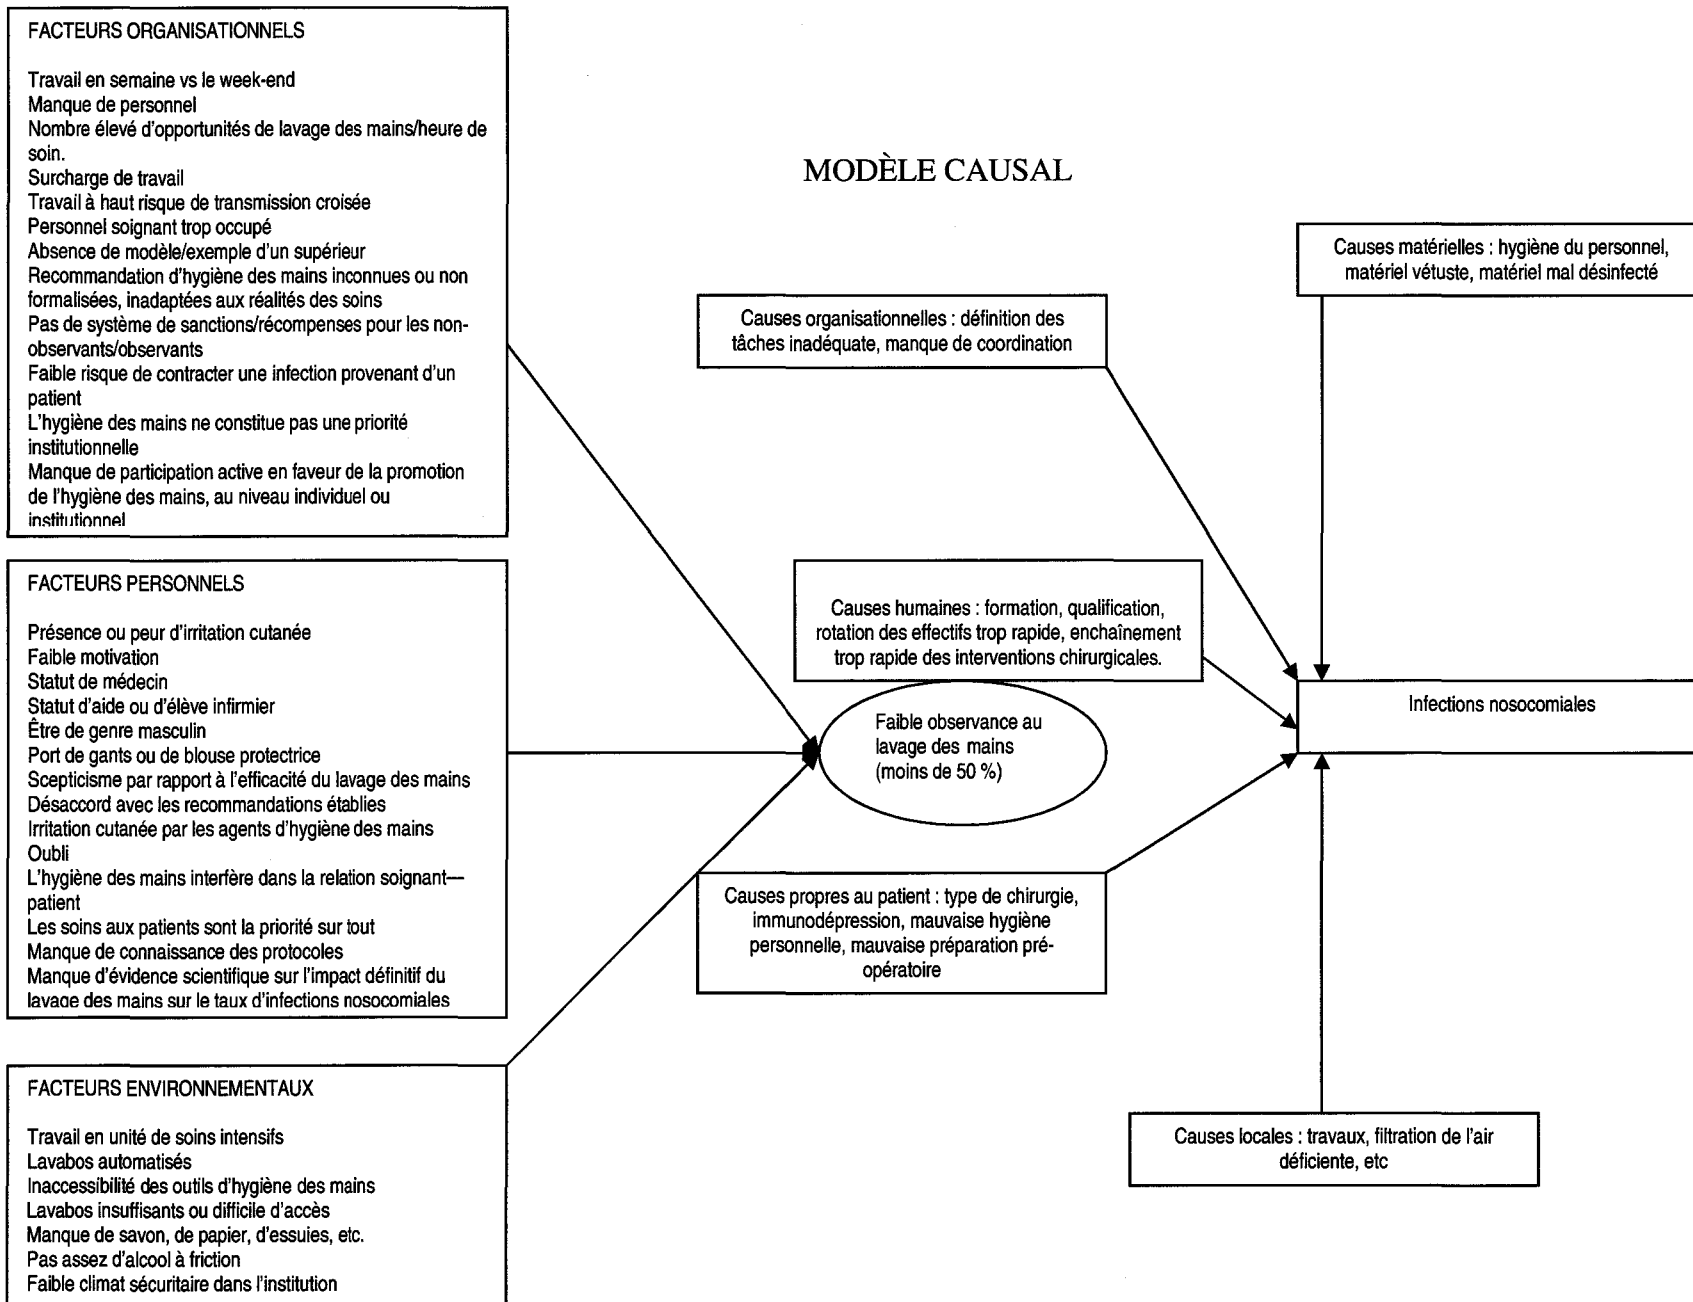 FACTEURS ORGANISATIONNELS
Travail en semaine vs le week-end
Manque de personnel
Nombre élevé d'opportunités de lavage des mains/heure de
soin.
Surcharge de travail
Travail à haut risque de transmission croisée
Personnel soignant trop occupé
Absence de modèle/exemple d'un supérieur
Recommandation d'hygiène des mains inconnues ou non
formalisées, inadaptées aux réalités des soins
Pas de système de sanctions/récompenses pour les non-
observants/observants
Faible risque de contracter une infection provenant d'un
patient
L'hygiène des mains ne constitue pas une priorité
institutionnelle
Manque de participation active en faveur de la promotion
de l'hygiène des mains, au niveau individuel ou
institutionnel
FACTEURS PERSONNELS
Présence ou peur d'irritation cutanée
Faible motivation
Statut de médecin
Statut d'aide ou d'élève infirmier
Être de genre masculin
Port de gants ou de blouse protectrice
Scepticisme par rapport à l'efficacité du lavage des mains
Désaccord avec les recommandations établies
Irritation cutanée par les agents d'hygiène des mains
Oubli
L'hygiène des mains interfère dans la relation soignant—
patient
Les soins aux patients sont la priorité sur tout
Manque de connaissance des protocoles
Manque d'évidence scientifique sur l'impact définitif du
lavage des mains sur le taux d'infections nosocomiales
FACTEURS ENVIRONNEMENTAUX
Travail en unité de soins intensifs
Lavabos automatisés
Inaccessibilité des outils d'hygiène des mains
Lavabos insuffisants ou difficile d'accès
Manque de savon, de papier, d'essuies, etc.
Pas assez d'alcool à friction
Faible climat sécuritaire dans l'institution
MODÈLE CAUSAL
Causes organisationnelles : définition des
tâches inadéquate, manque de coordination
Causes humaines : formation, qualification,
rotation des effectifs trop rapide, enchaînement
trop rapide des interventions chirurgicales.
Faible observance au
lavage des mains
(moins de 50 %)
Causes propres au patient : type de chirurgie,
immunodépression, mauvaise hygiène
personnelle, mauvaise préparation pré-
opératoire
Causes matérielles : hygiène du personnel,
matériel vétuste, matériel mal désinfecté
Infections nosocomiales
Causes locales : travaux, filtration de l'air
déficiente, etc